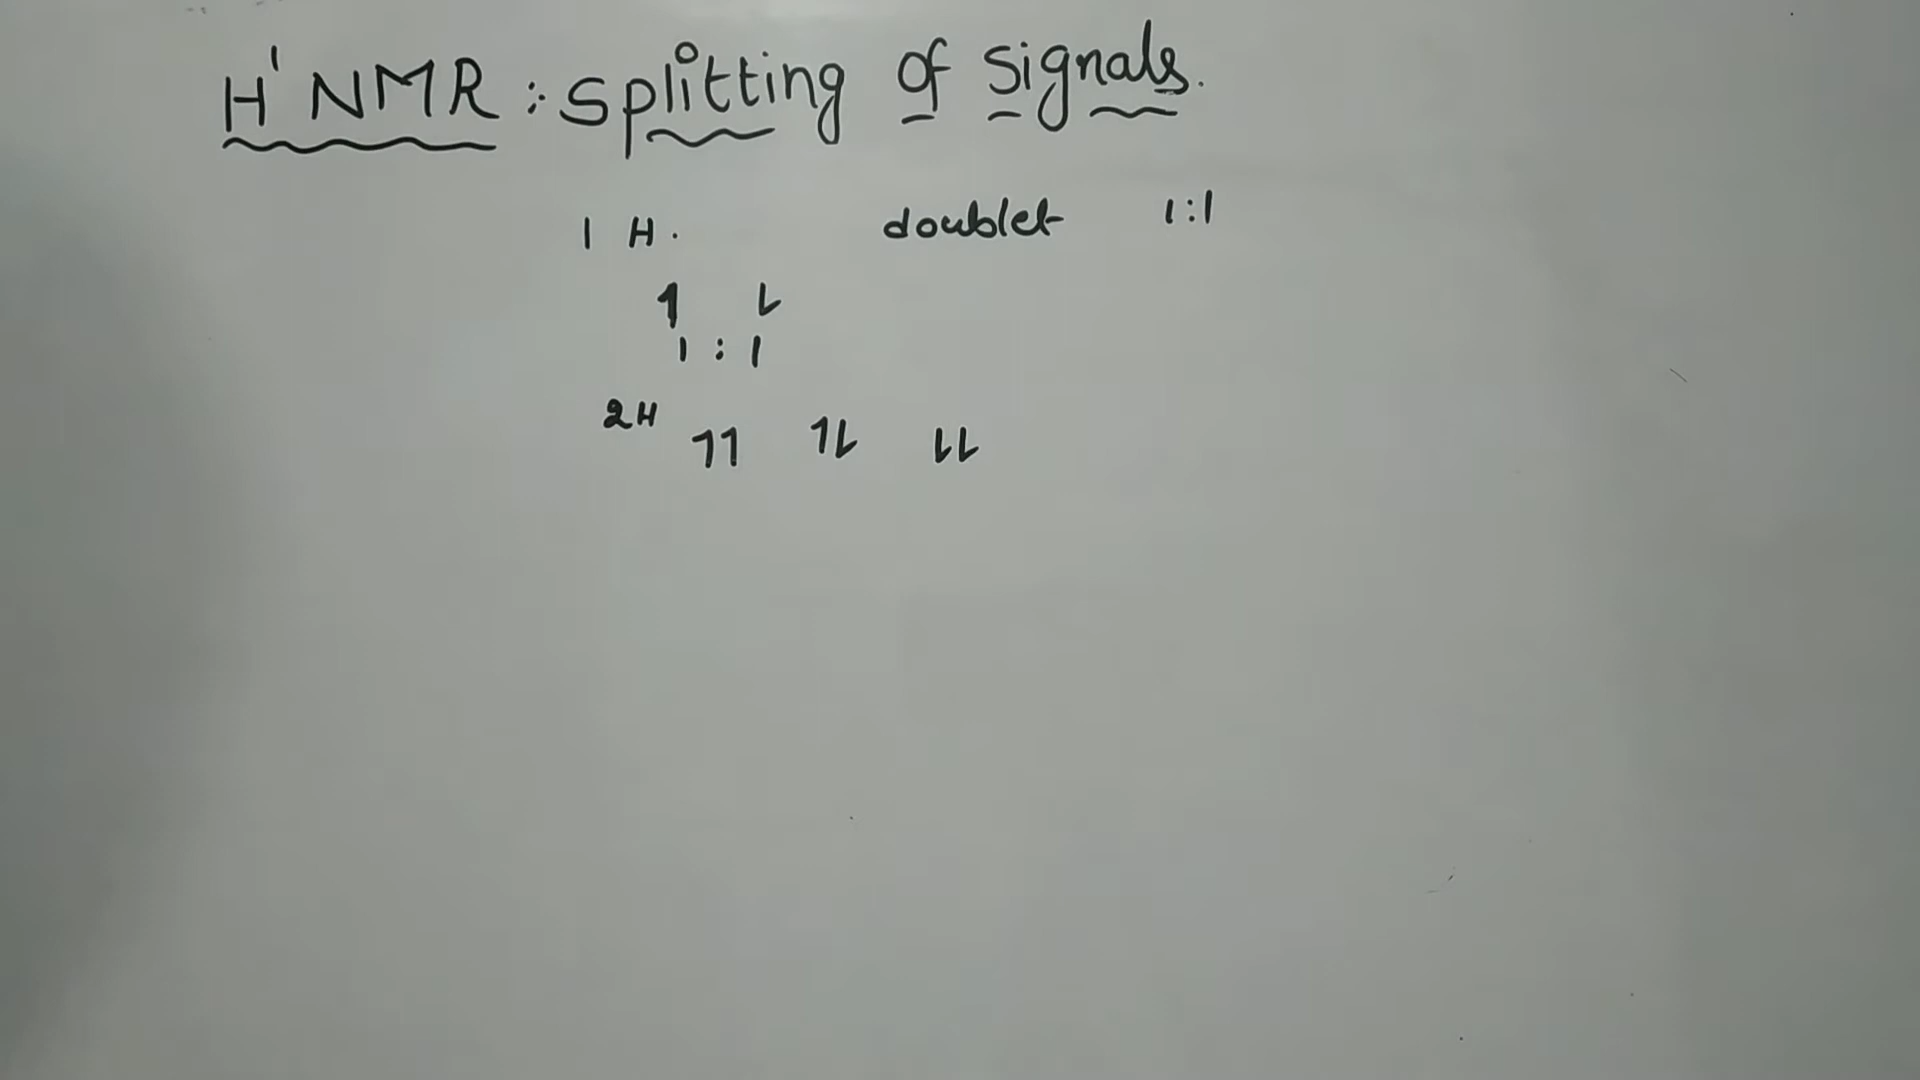 H' NMR : splitting of signals.
1 H. doublet 1:1
↿ ⇂
1 : 1
2H ↿↿ ↿⇂ ⇂⇂